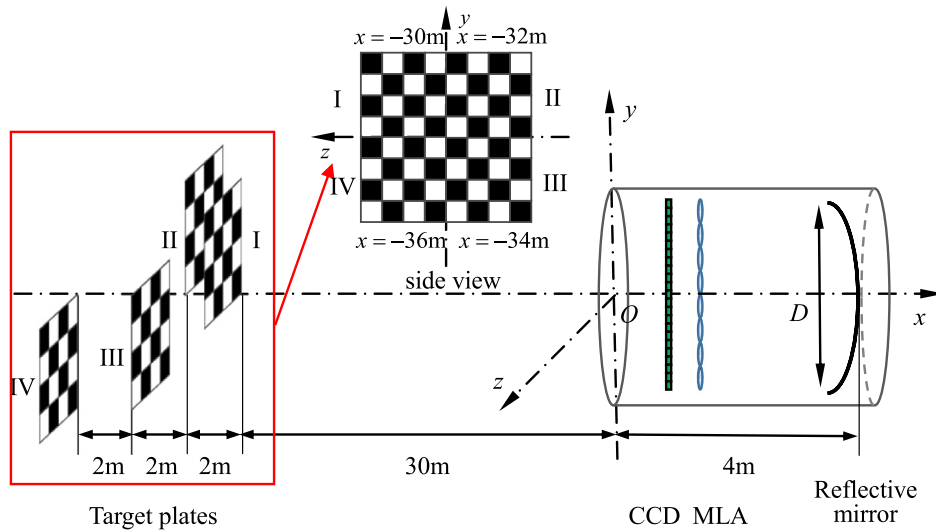 y
x = −30m x = −32m
I
II
z
IV
III
x = −36m x = −34m
side view
y
II
I
III
IV
O
D
x
z
2m 2m 2m
30m
4m
Target plates
CCD MLA
Reflective
mirror